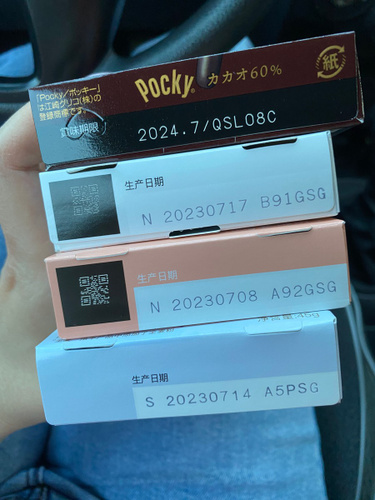 Pocky カカオ60%
紙
「Pocky/ポッキー」
は江崎グリコ(株)の
登録商標です。
賞味期限
2024.7/QSL08C
生产日期
N 20230717 B91GSG
生产日期
N 20230708 A92GSG
生产日期
S 20230714 A5PSG